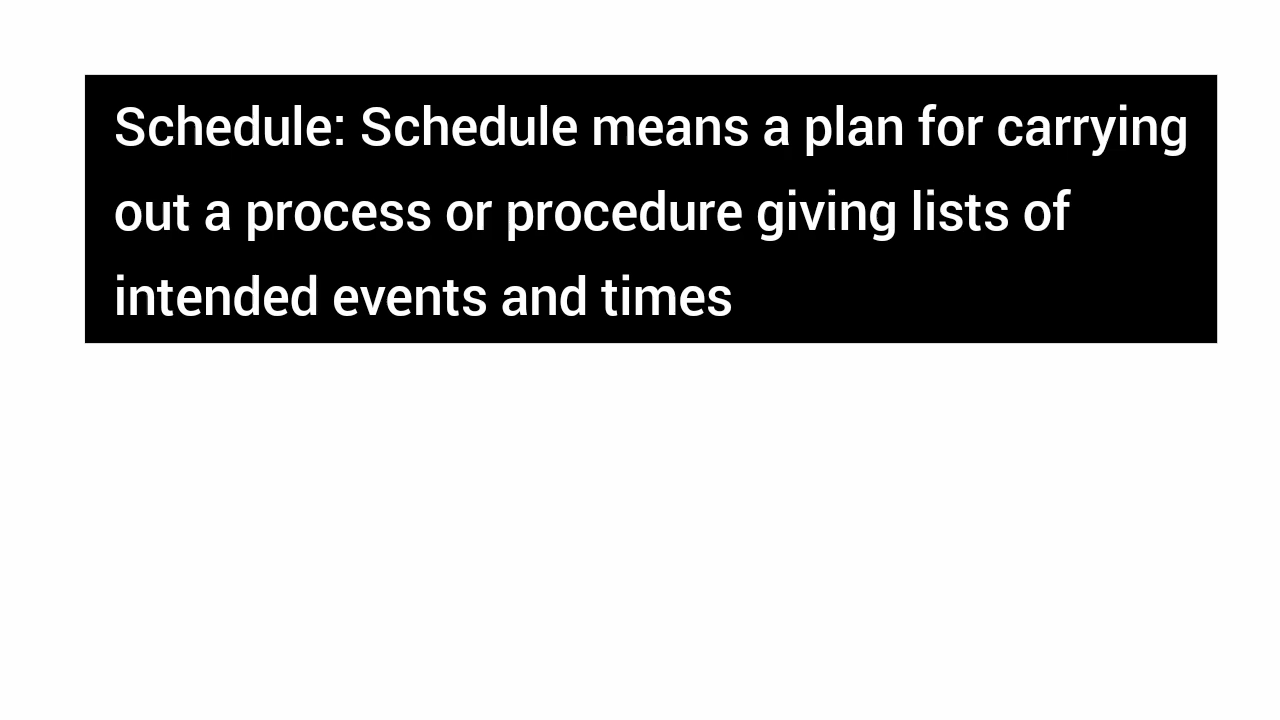 Schedule: Schedule means a plan for carrying
out a process or procedure giving lists of
intended events and times